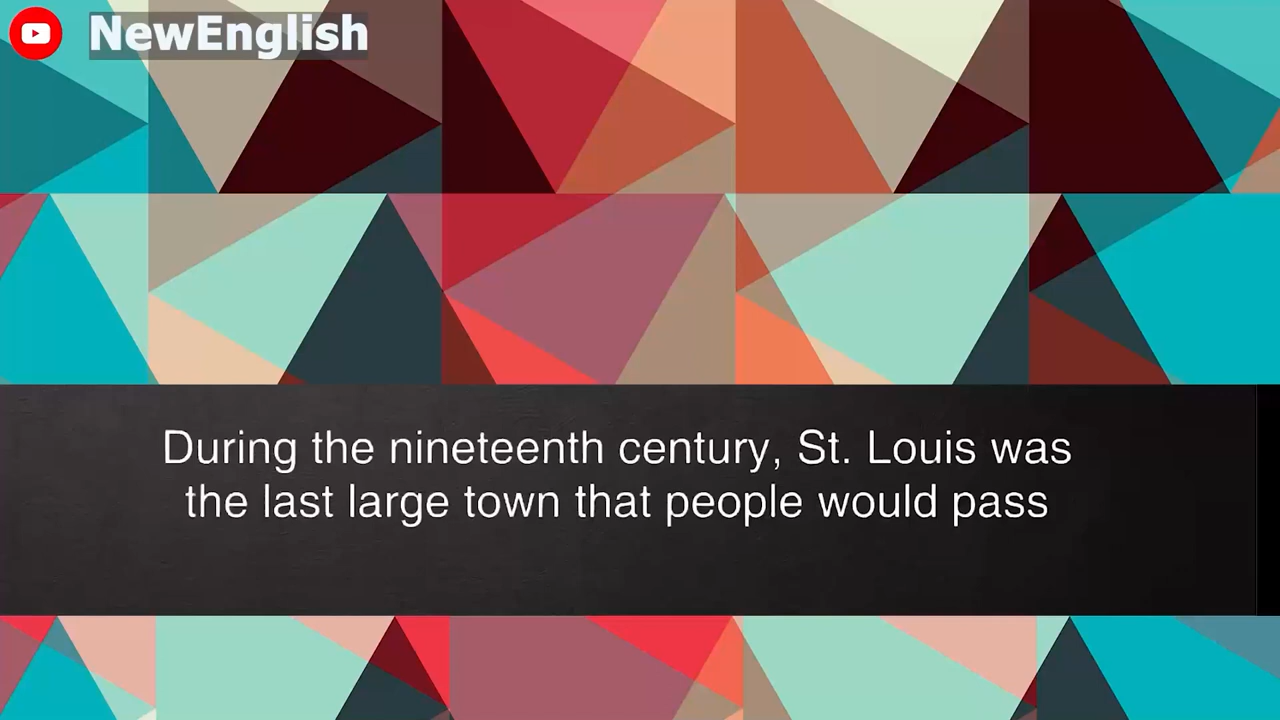 NewEnglish
During the nineteenth century, St. Louis was
the last large town that people would pass